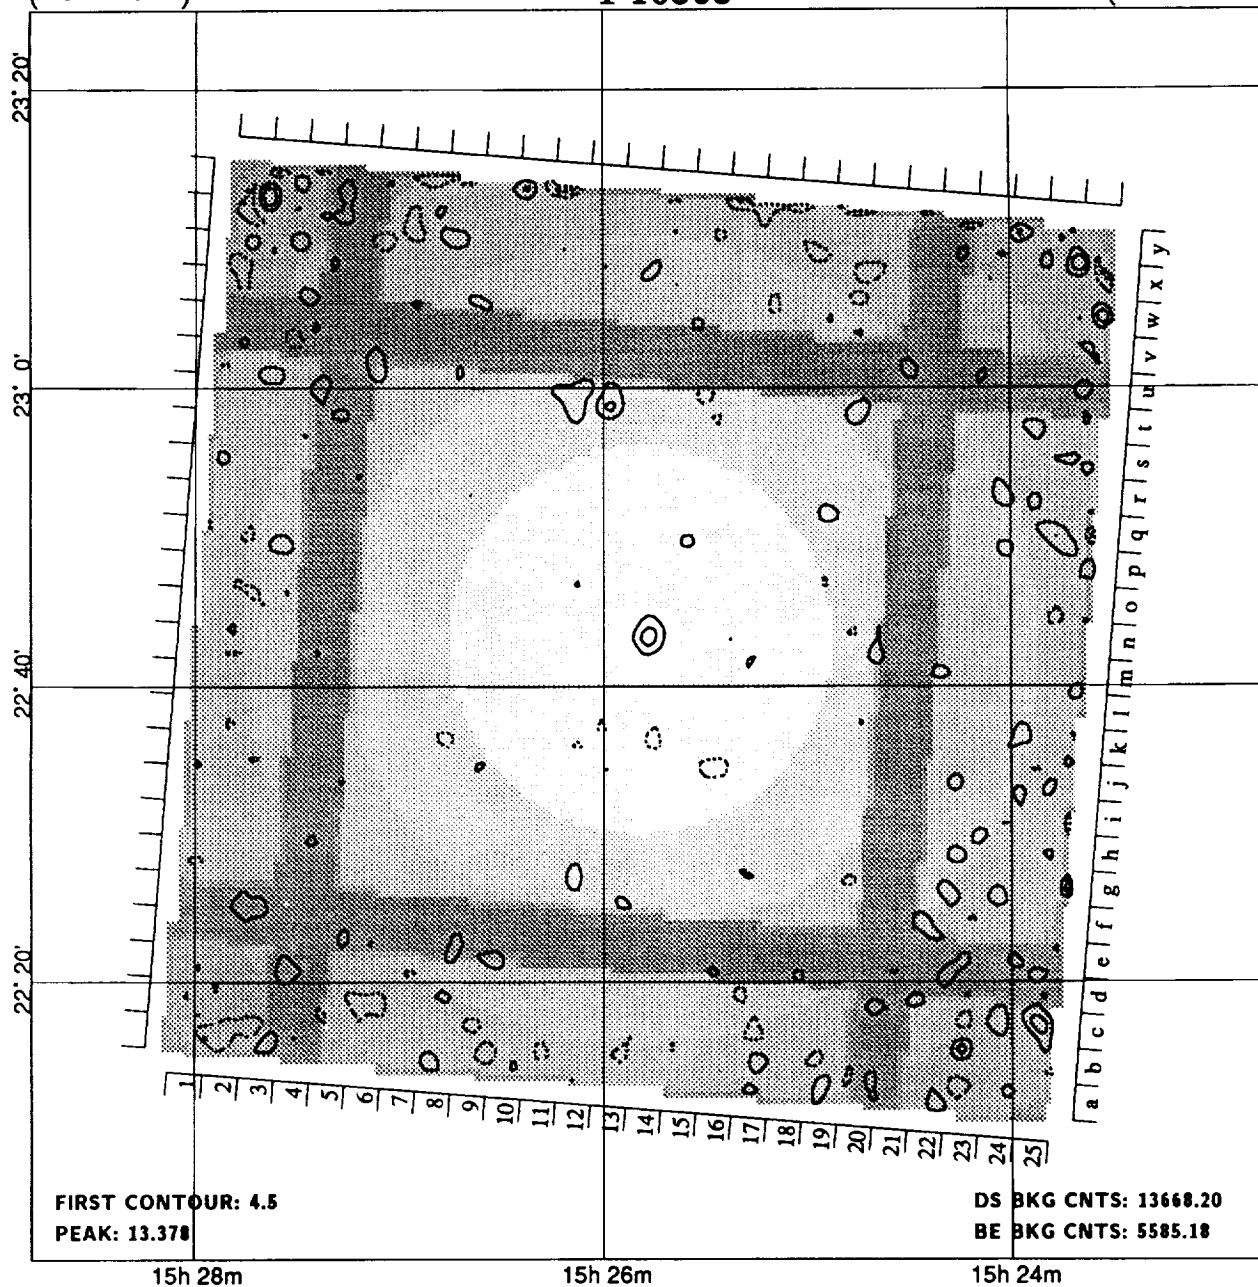 23° 20'
23° 0'
22° 40'
22° 20'
a b c d e f g h i j k l m n o p q r s t u v w x y
1 2 3 4 5 6 7 8 9 10 11 12 13 14 15 16 17 18 19 20 21 22 23 24 25
FIRST CONTOUR: 4.5
PEAK: 13.378
DS BKG CNTS: 13668.20
BE BKG CNTS: 5585.18
15h 28m
15h 26m
15h 24m